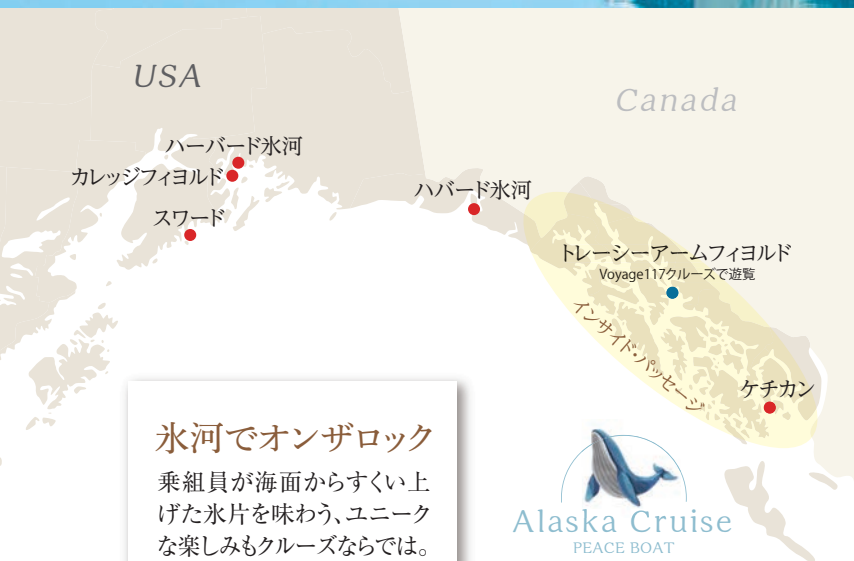 USA
Canada
ハーバード氷河
カレッジフィヨルド
スワード
ハバード氷河
トレーシーアームフィヨルド
Voyage117クルーズで遊覧
インサイド・パッセージ
ケチカン
氷河でオンザロック
乗組員が海面からすくい上
げた氷片を味わう、ユニーク
な楽しみもクルーズならでは。
Alaska Cruise
PEACE BOAT